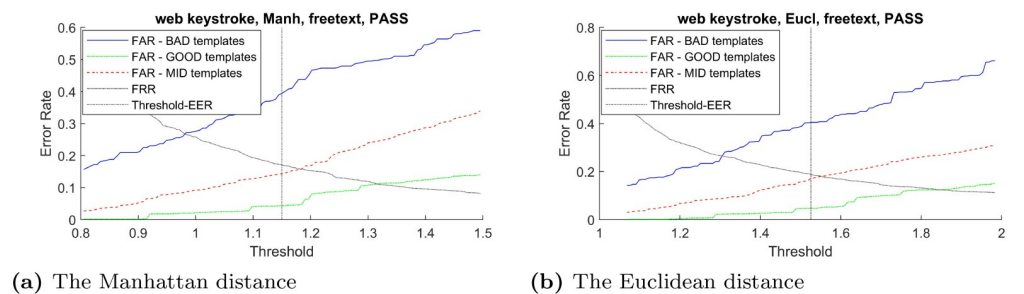 web keystroke, Manh, freetext, PASS
0.6
0.5
0.4
0.3
0.2
0.1
0
Error Rate
FAR - BAD templates
FAR - GOOD templates
FAR - MID templates
FRR
Threshold-EER
0.8 0.9 1 1.1 1.2 1.3 1.4 1.5
Threshold
(a) The Manhattan distance
web keystroke, Eucl, freetext, PASS
0.8
0.6
0.4
0.2
0
Error Rate
FAR - BAD templates
FAR - GOOD templates
FAR - MID templates
FRR
Threshold-EER
1 1.2 1.4 1.6 1.8 2
Threshold
(b) The Euclidean distance